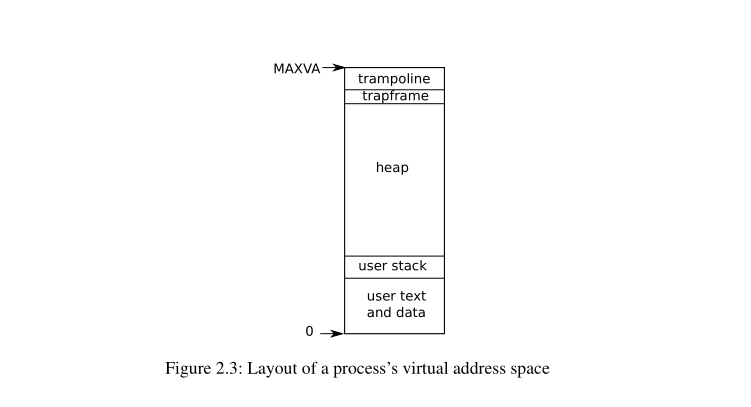 MAXVA
trampoline
trapframe
heap
user stack
user text
and data
0
Figure 2.3: Layout of a process’s virtual address space